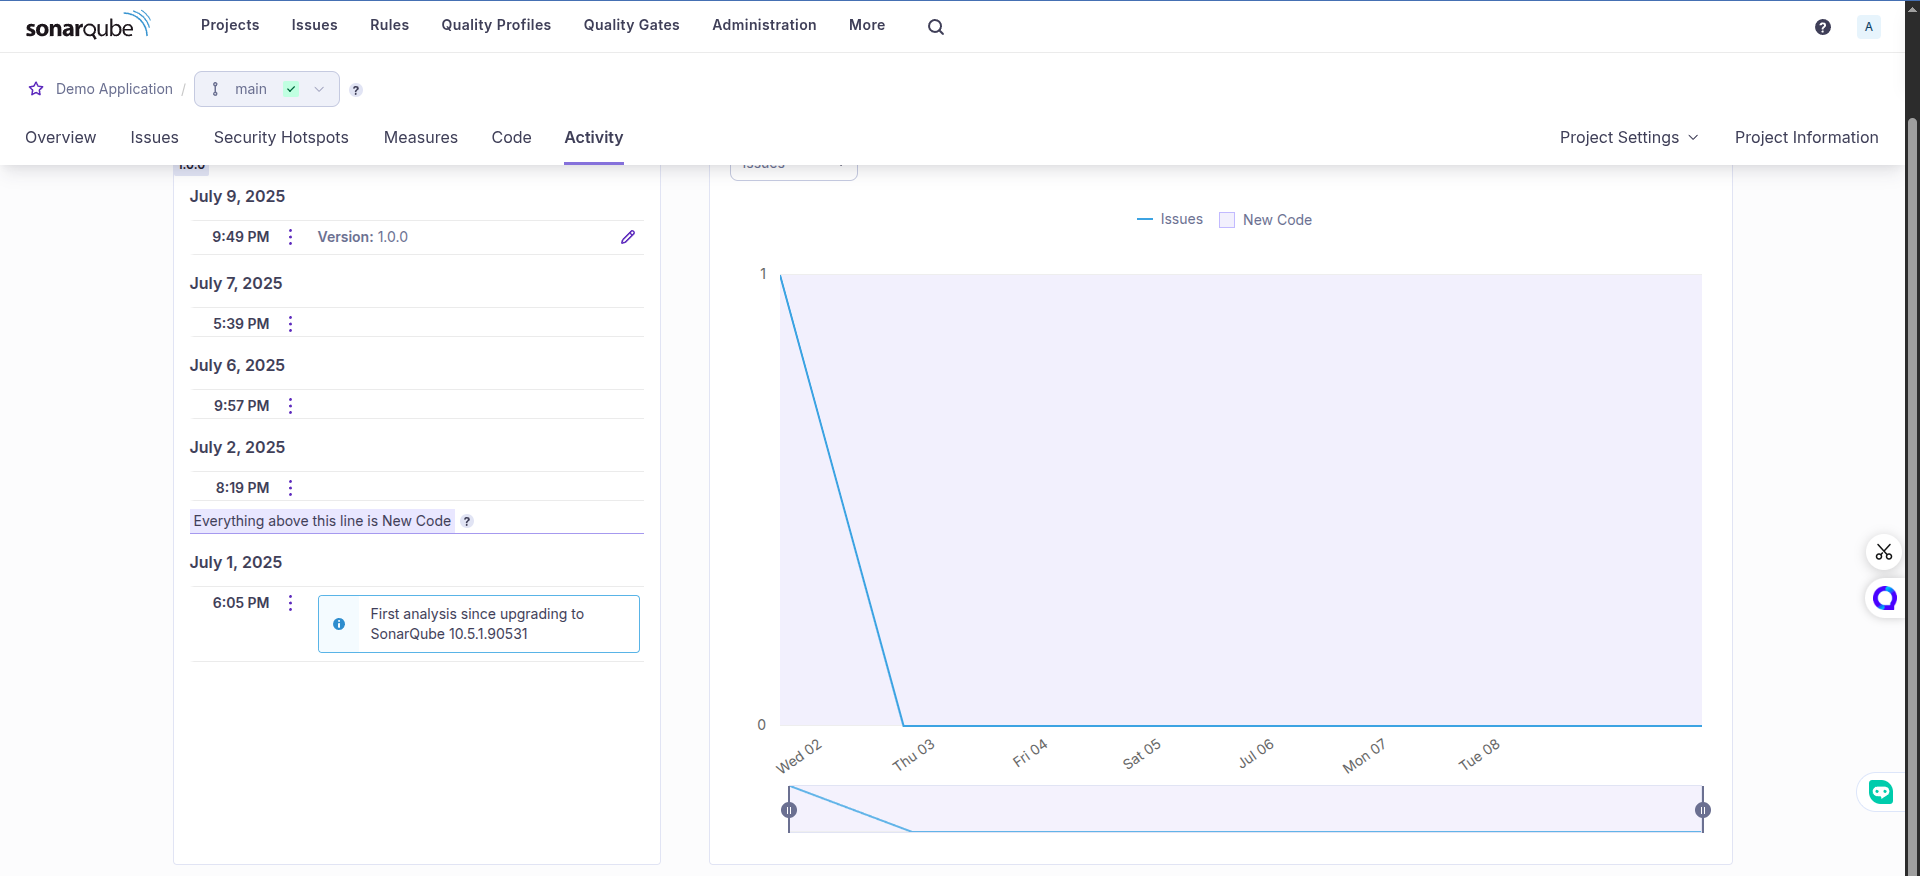 sonarqube Projects Issues Rules Quality Profiles Quality Gates Administration More ? A
Demo Application / main ?
Overview Issues Security Hotspots Measures Code Activity Project Settings Project Information
1.0.0
July 9, 2025
9:49 PM Version: 1.0.0
July 7, 2025
5:39 PM
July 6, 2025
9:57 PM
July 2, 2025
8:19 PM
Everything above this line is New Code ?
July 1, 2025
6:05 PM First analysis since upgrading to
SonarQube 10.5.1.90531
Issues
Issues New Code
1
0
Wed 02 Thu 03 Fri 04 Sat 05 Jul 06 Mon 07 Tue 08